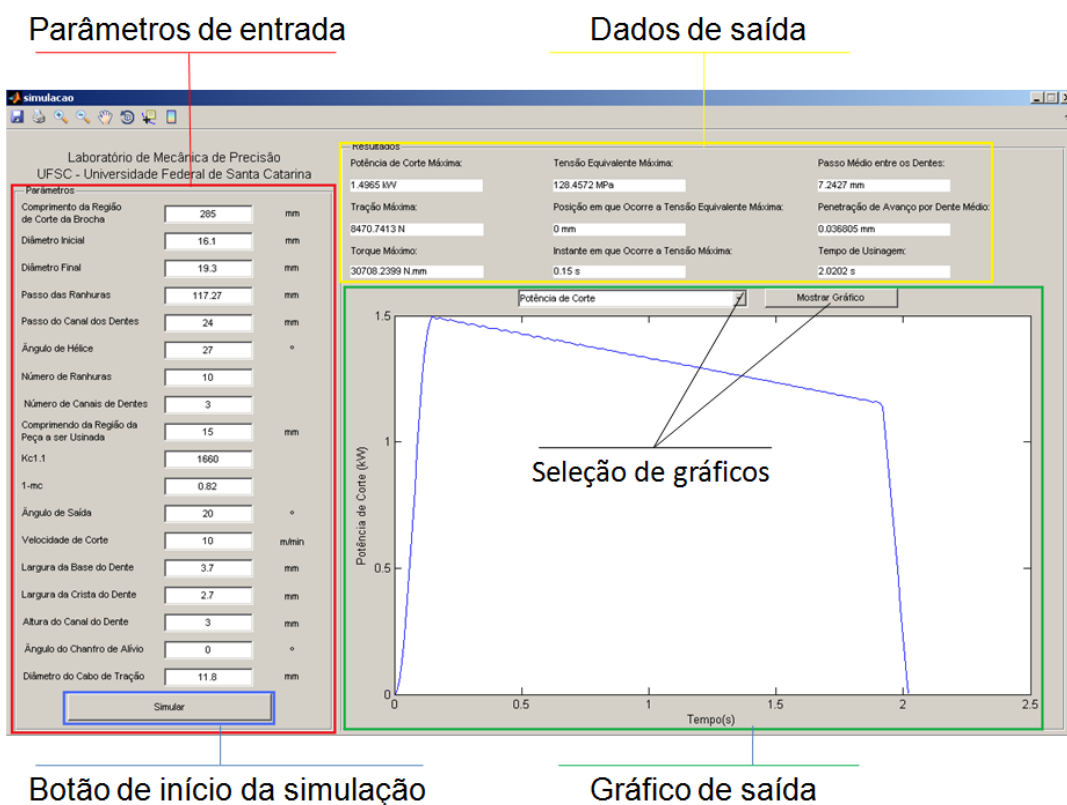 Parâmetros de entrada
Dados de saída
simulacao
Laboratório de Mecânica de Precisão
UFSC - Universidade Federal de Santa Catarina
Parâmetros
Comprimento da Região
de Corte da Brocha
285
mm
Diâmetro Inicial
16.1
mm
Diâmetro Final
19.3
mm
Passo das Ranhuras
117.27
mm
Passo do Canal dos Dentes
24
mm
Ângulo de Hélice
27
°
Número de Ranhuras
10
Número de Canais de Dentes
3
Comprimendo da Região da
Peça a ser Usinada
15
mm
Kc1.1
1660
1-mc
0.82
Ângulo de Saída
20
°
Velocidade de Corte
10
m/min
Largura da Base do Dente
3.7
mm
Largura da Crista do Dente
2.7
mm
Altura do Canal do Dente
3
mm
Ângulo do Chanfro de Alívio
0
°
Diâmetro do Cabo de Tração
11.8
mm
Simular
Resultados
Potência de Corte Máxima:
Tensão Equivalente Máxima:
Passo Médio entre os Dentes:
1.4965 kW
128.4572 MPa
7.2427 mm
Tração Máxima:
Posição em que Ocorre a Tensão Equivalente Máxima:
Penetração de Avanço por Dente Médio:
8470.7413 N
0 mm
0.036805 mm
Torque Máximo:
Instante em que Ocorre a Tensão Máxima:
Tempo de Usinagem:
30708.2399 N.mm
0.15 s
2.0202 s
Potência de Corte
Mostrar Gráfico
1.5
1
0.5
0
Potência de Corte (kW)
Seleção de gráficos
0
0.5
1
1.5
2
2.5
Tempo(s)
Botão de início da simulação
Gráfico de saída